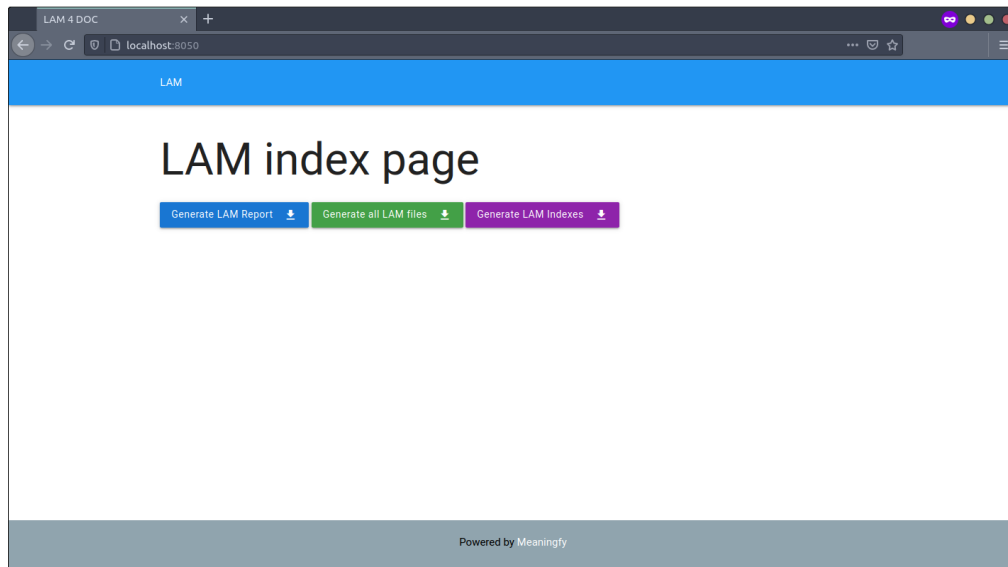 LAM 4 DOC
localhost:8050
LAM
LAM index page
Generate LAM Report Generate all LAM files Generate LAM Indexes
Powered by Meaningfy